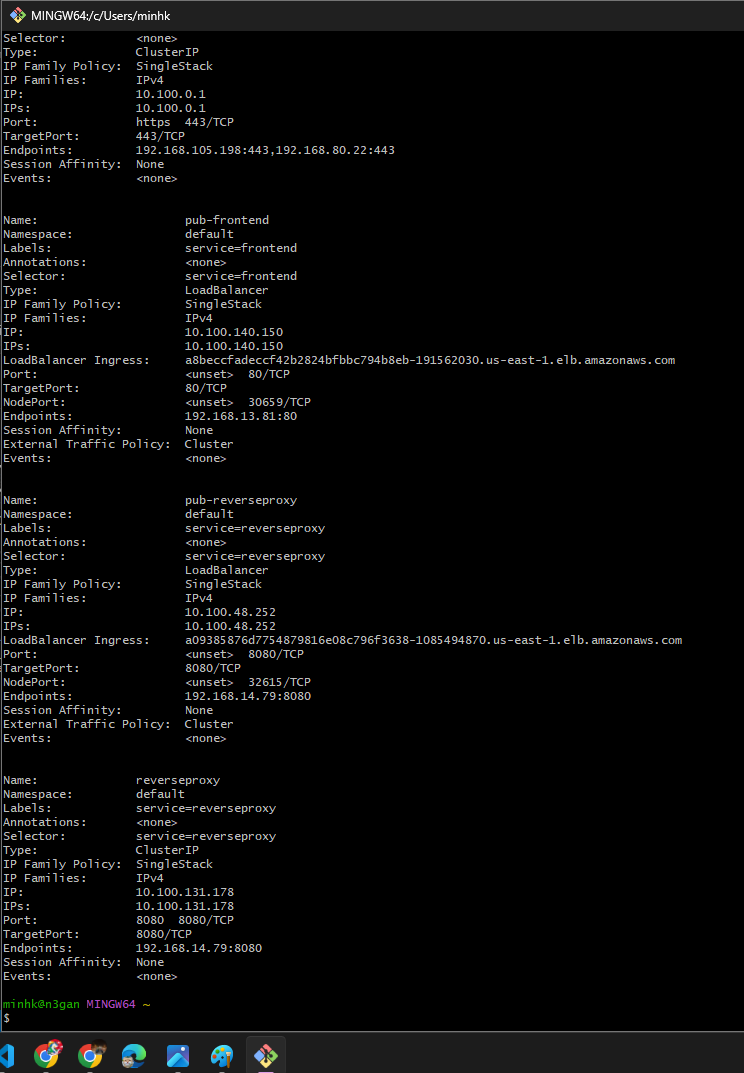 MINGW64:/c/Users/minhk
Selector: <none>
Type: ClusterIP
IP Family Policy: SingleStack
IP Families: IPv4
IP: 10.100.0.1
IPs: 10.100.0.1
Port: https 443/TCP
TargetPort: 443/TCP
Endpoints: 192.168.105.198:443,192.168.80.22:443
Session Affinity: None
Events: <none>
Name: pub-frontend
Namespace: default
Labels: service=frontend
Annotations: <none>
Selector: service=frontend
Type: LoadBalancer
IP Family Policy: SingleStack
IP Families: IPv4
IP: 10.100.140.150
IPs: 10.100.140.150
LoadBalancer Ingress: a8beccfadeccf42b2824bfbbc794b8eb-191562030.us-east-1.elb.amazonaws.com
Port: <unset> 80/TCP
TargetPort: 80/TCP
NodePort: <unset> 30659/TCP
Endpoints: 192.168.13.81:80
Session Affinity: None
External Traffic Policy: Cluster
Events: <none>
Name: pub-reverseproxy
Namespace: default
Labels: service=reverseproxy
Annotations: <none>
Selector: service=reverseproxy
Type: LoadBalancer
IP Family Policy: SingleStack
IP Families: IPv4
IP: 10.100.48.252
IPs: 10.100.48.252
LoadBalancer Ingress: a09385876d7754879816e08c796f3638-1085494870.us-east-1.elb.amazonaws.com
Port: <unset> 8080/TCP
TargetPort: 8080/TCP
NodePort: <unset> 32615/TCP
Endpoints: 192.168.14.79:8080
Session Affinity: None
External Traffic Policy: Cluster
Events: <none>
Name: reverseproxy
Namespace: default
Labels: service=reverseproxy
Annotations: <none>
Selector: service=reverseproxy
Type: ClusterIP
IP Family Policy: SingleStack
IP Families: IPv4
IP: 10.100.131.178
IPs: 10.100.131.178
Port: 8080 8080/TCP
TargetPort: 8080/TCP
Endpoints: 192.168.14.79:8080
Session Affinity: None
Events: <none>
minhk@n3gan MINGW64 ~
$